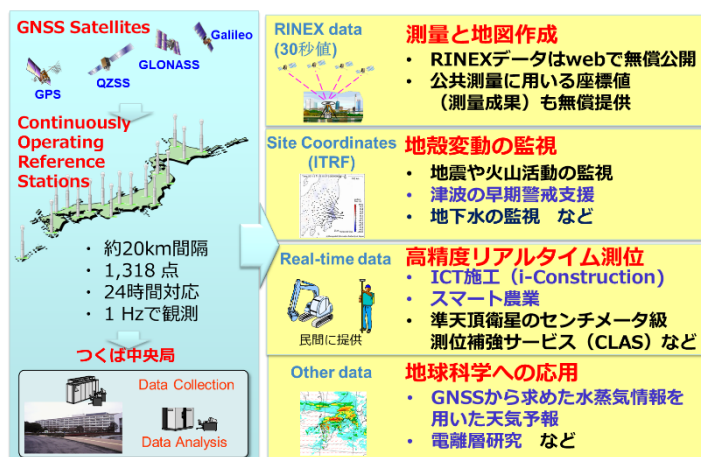 GNSS Satellites
Galileo
GLONASS
QZSS
GPS
Continuously
Operating
Reference
Stations
・ 約20km間隔
・ 1,318 点
・ 24時間対応
・ 1 Hzで観測
つくば中央局
Data Collection
Data Analysis
RINEX data
(30秒値)
測量と地図作成
• RINEXデータはwebで無償公開
• 公共測量に用いる座標値
（測量成果）も無償提供
Site Coordinates
(ITRF)
地殻変動の監視
• 地震や火山活動の監視
• 津波の早期警戒支援
• 地下水の監視 など
Real-time data
民間に提供
高精度リアルタイム測位
• ICT施工（i-Construction）
• スマート農業
• 準天頂衛星のセンチメータ級
測位補強サービス（CLAS）など
Other data
地球科学への応用
• GNSSから求めた水蒸気情報を
用いた天気予報
• 電離層研究 など